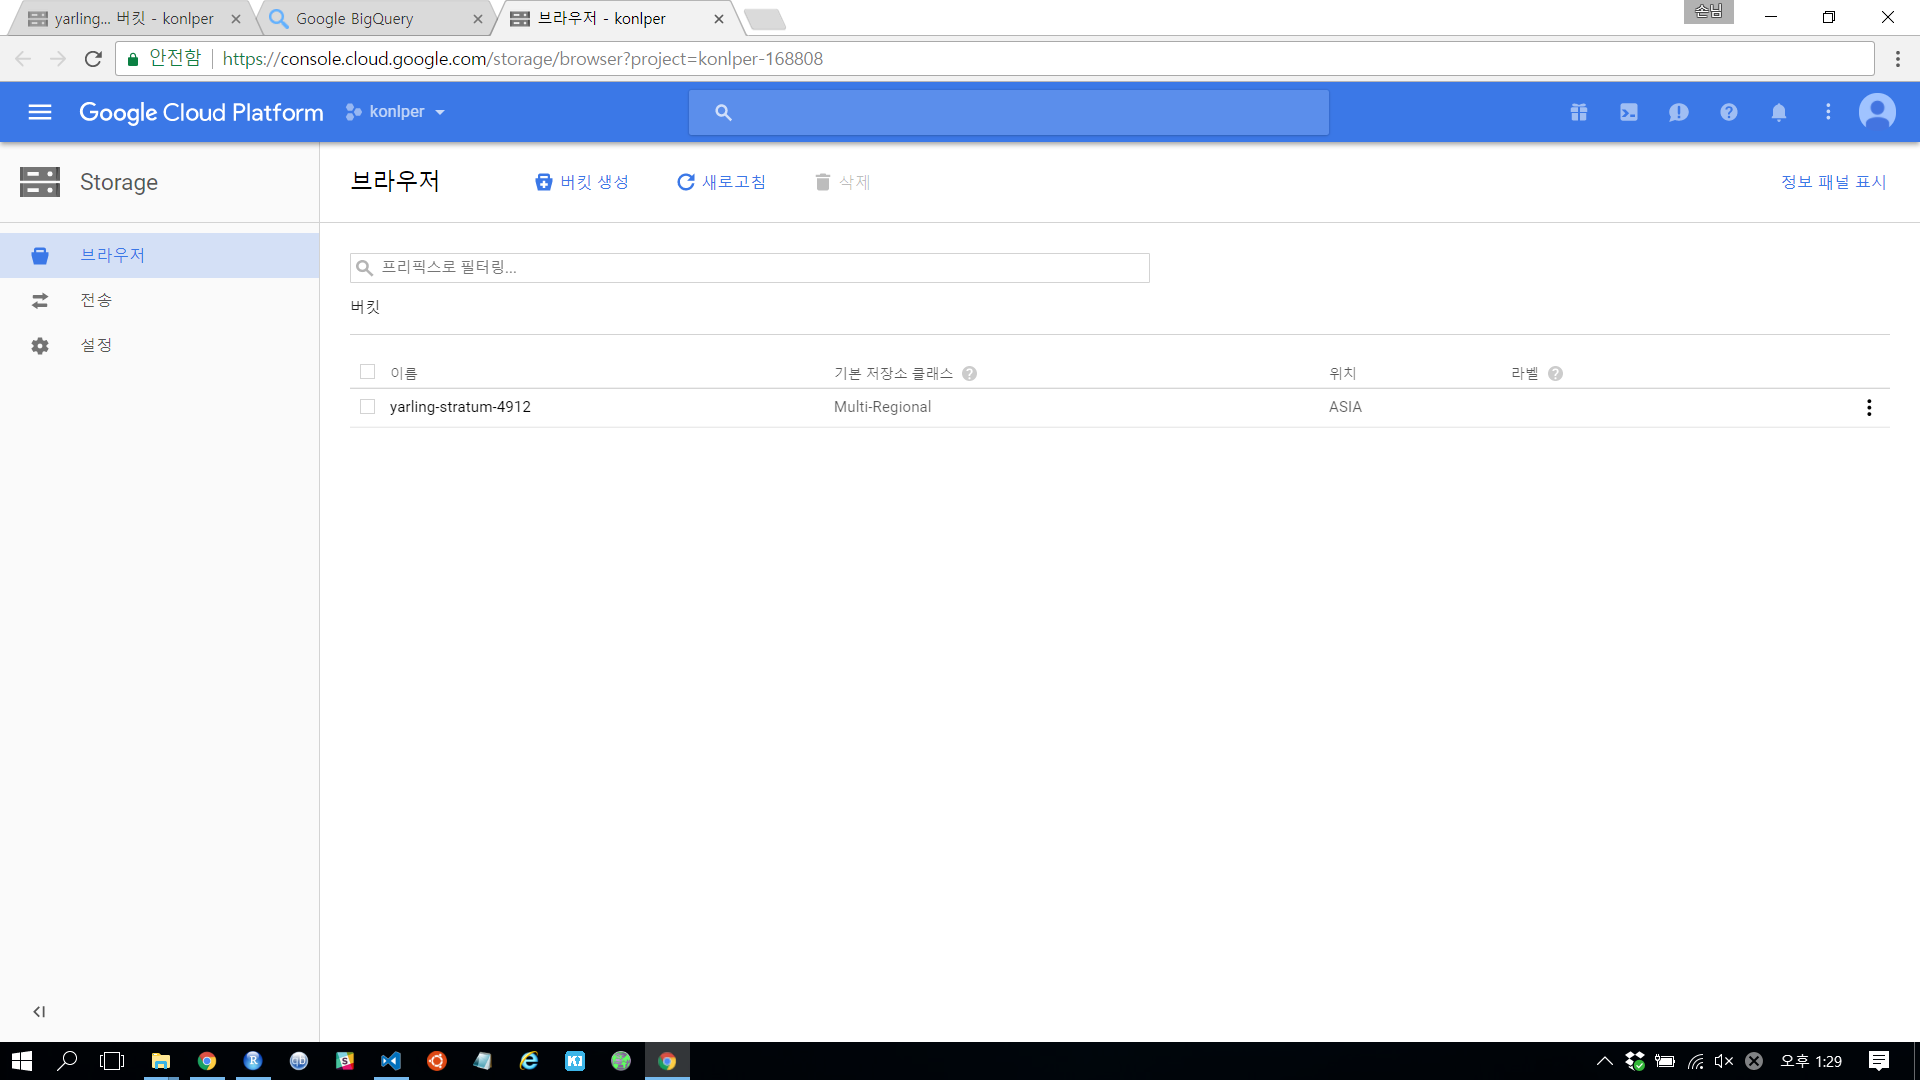 yarling... 버킷 - konlper
Google BigQuery
브라우저 - konlper
손님
안전함
https://console.cloud.google.com/storage/browser?project=konlper-168808
Google Cloud Platform
konlper
Storage
브라우저
버킷 생성
새로고침
삭제
정보 패널 표시
브라우저
전송
설정
프리픽스로 필터링...
버킷
이름
기본 저장소 클래스
위치
라벨
yarling-stratum-4912
Multi-Regional
ASIA
오후 1:29